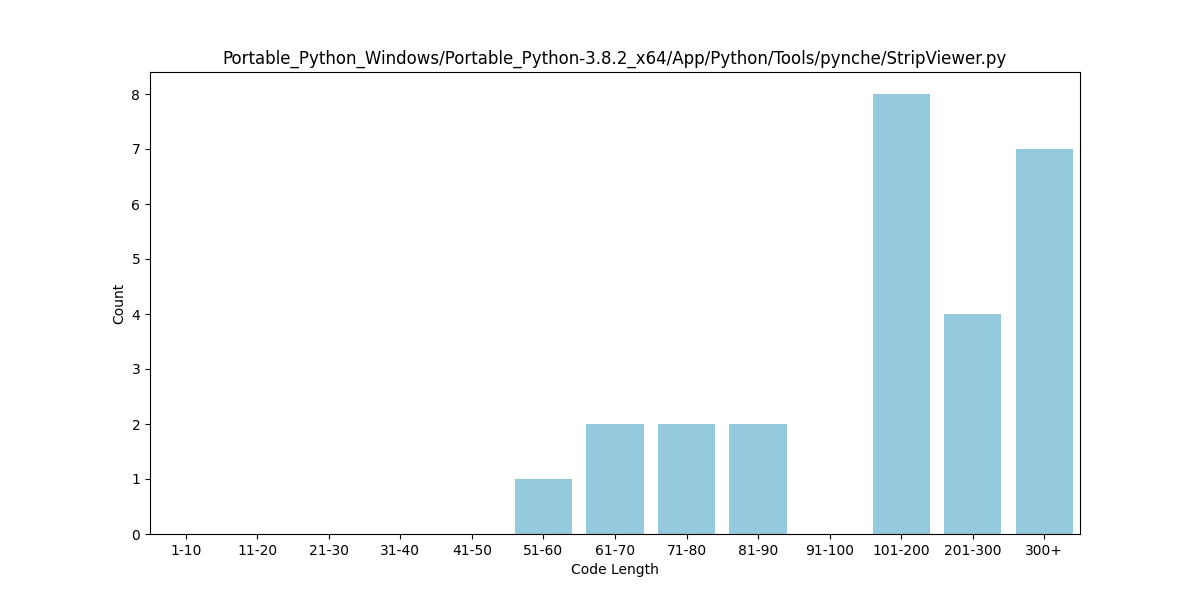 Portable_Python_Windows/Portable_Python-3.8.2_x64/App/Python/Tools/pynche/StripViewer.py
8
7
6
5
4
3
2
1
0
Count
1-10 11-20 21-30 31-40 41-50 51-60 61-70 71-80 81-90 91-100 101-200 201-300 300+
Code Length